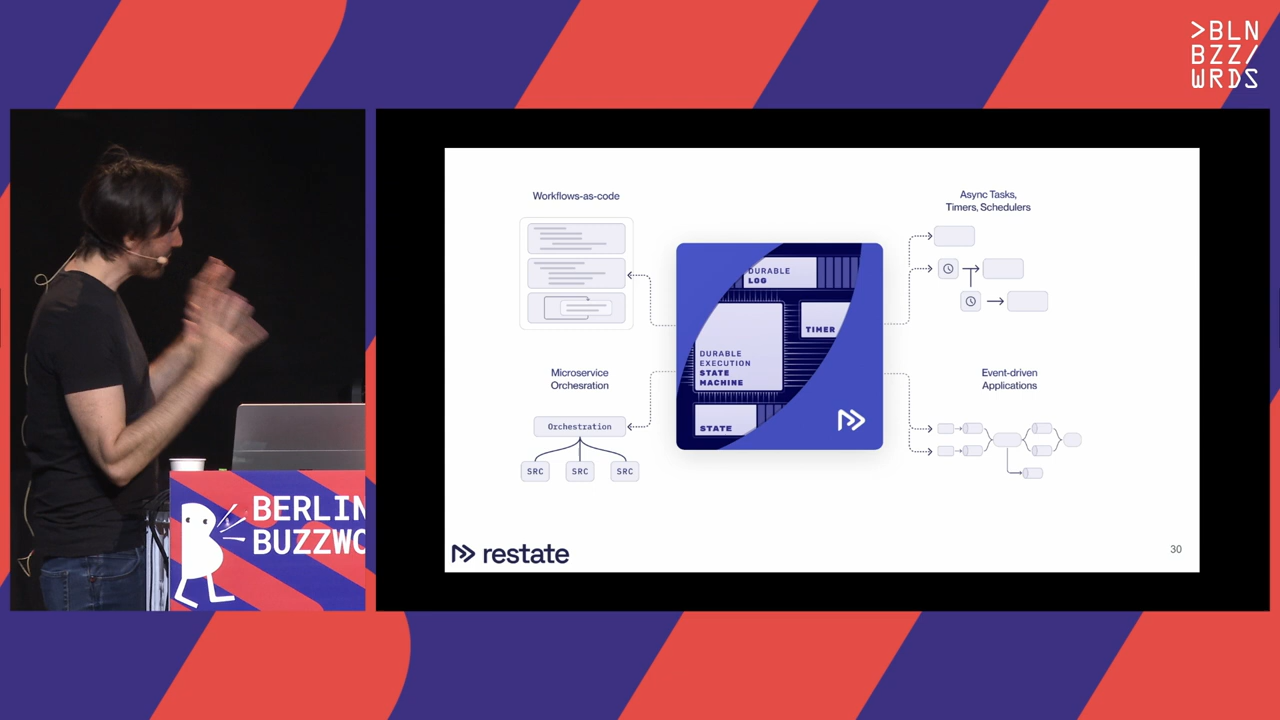 >BLN
BZZ/
WRDS
Workflows-as-code
Async Tasks,
Timers, Schedulers
DURABLE
LOG
TIMER
DURABLE
EXECUTION
STATE
MACHINE
STATE
Microservice
Orchesration
Orchestration
SRC SRC SRC
Event-driven
Applications
restate
30
BERLIN
BUZZWO